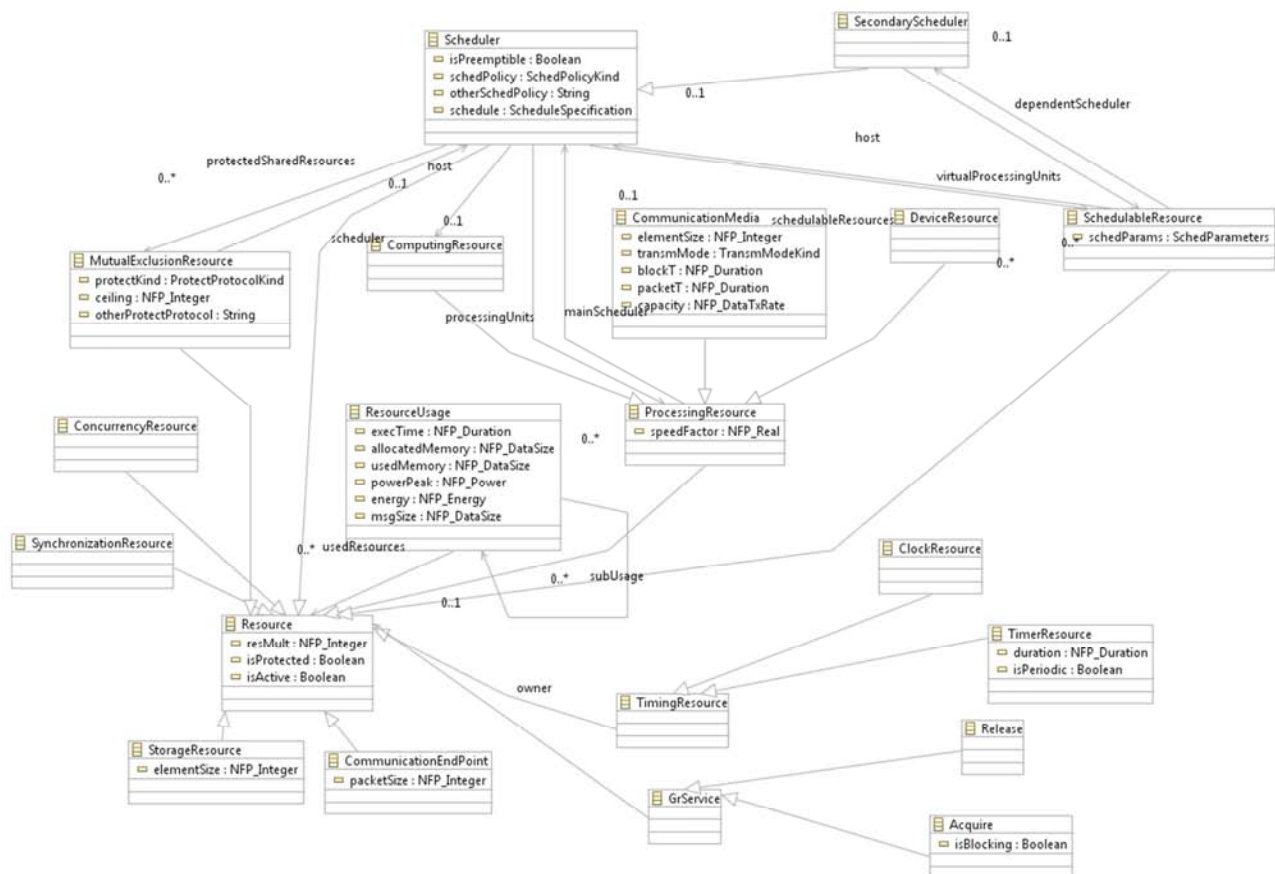 SecondaryScheduler
0..1
Scheduler
isPreemptible : Boolean
schedPolicy : SchedPolicyKind
otherSchedPolicy : String
schedule : ScheduleSpecification
0..1
dependentScheduler
host
protectedSharedResources
0..*
host
0..1
virtualProcessingUnits
0..1
0..1
CommunicationMedia
elementSize : NFP_Integer
transmMode : TransmModeKind
blockT : NFP_Duration
packetT : NFP_Duration
capacity : NFP_DataTxRate
schedulableResources
DeviceResource
0..*
SchedulableResource
schedParams : SchedParameters
0..*
scheduler
ComputingResource
MutualExclusionResource
protectKind : ProtectProtocolKind
ceiling : NFP_Integer
otherProtectProtocol : String
processingUnits
mainScheduler
ResourceUsage
execTime : NFP_Duration
allocatedMemory : NFP_DataSize
usedMemory : NFP_DataSize
powerPeak : NFP_Power
energy : NFP_Energy
msgSize : NFP_DataSize
ProcessingResource
speedFactor : NFP_Real
0..*
ConcurrencyResource
SynchronizationResource
0..*
usedResources
0..*
subUsage
ClockResource
0..1
Resource
resMult : NFP_Integer
isProtected : Boolean
isActive : Boolean
TimerResource
duration : NFP_Duration
isPeriodic : Boolean
owner
TimingResource
Release
StorageResource
elementSize : NFP_Integer
CommunicationEndPoint
packetSize : NFP_Integer
GrService
Acquire
isBlocking : Boolean